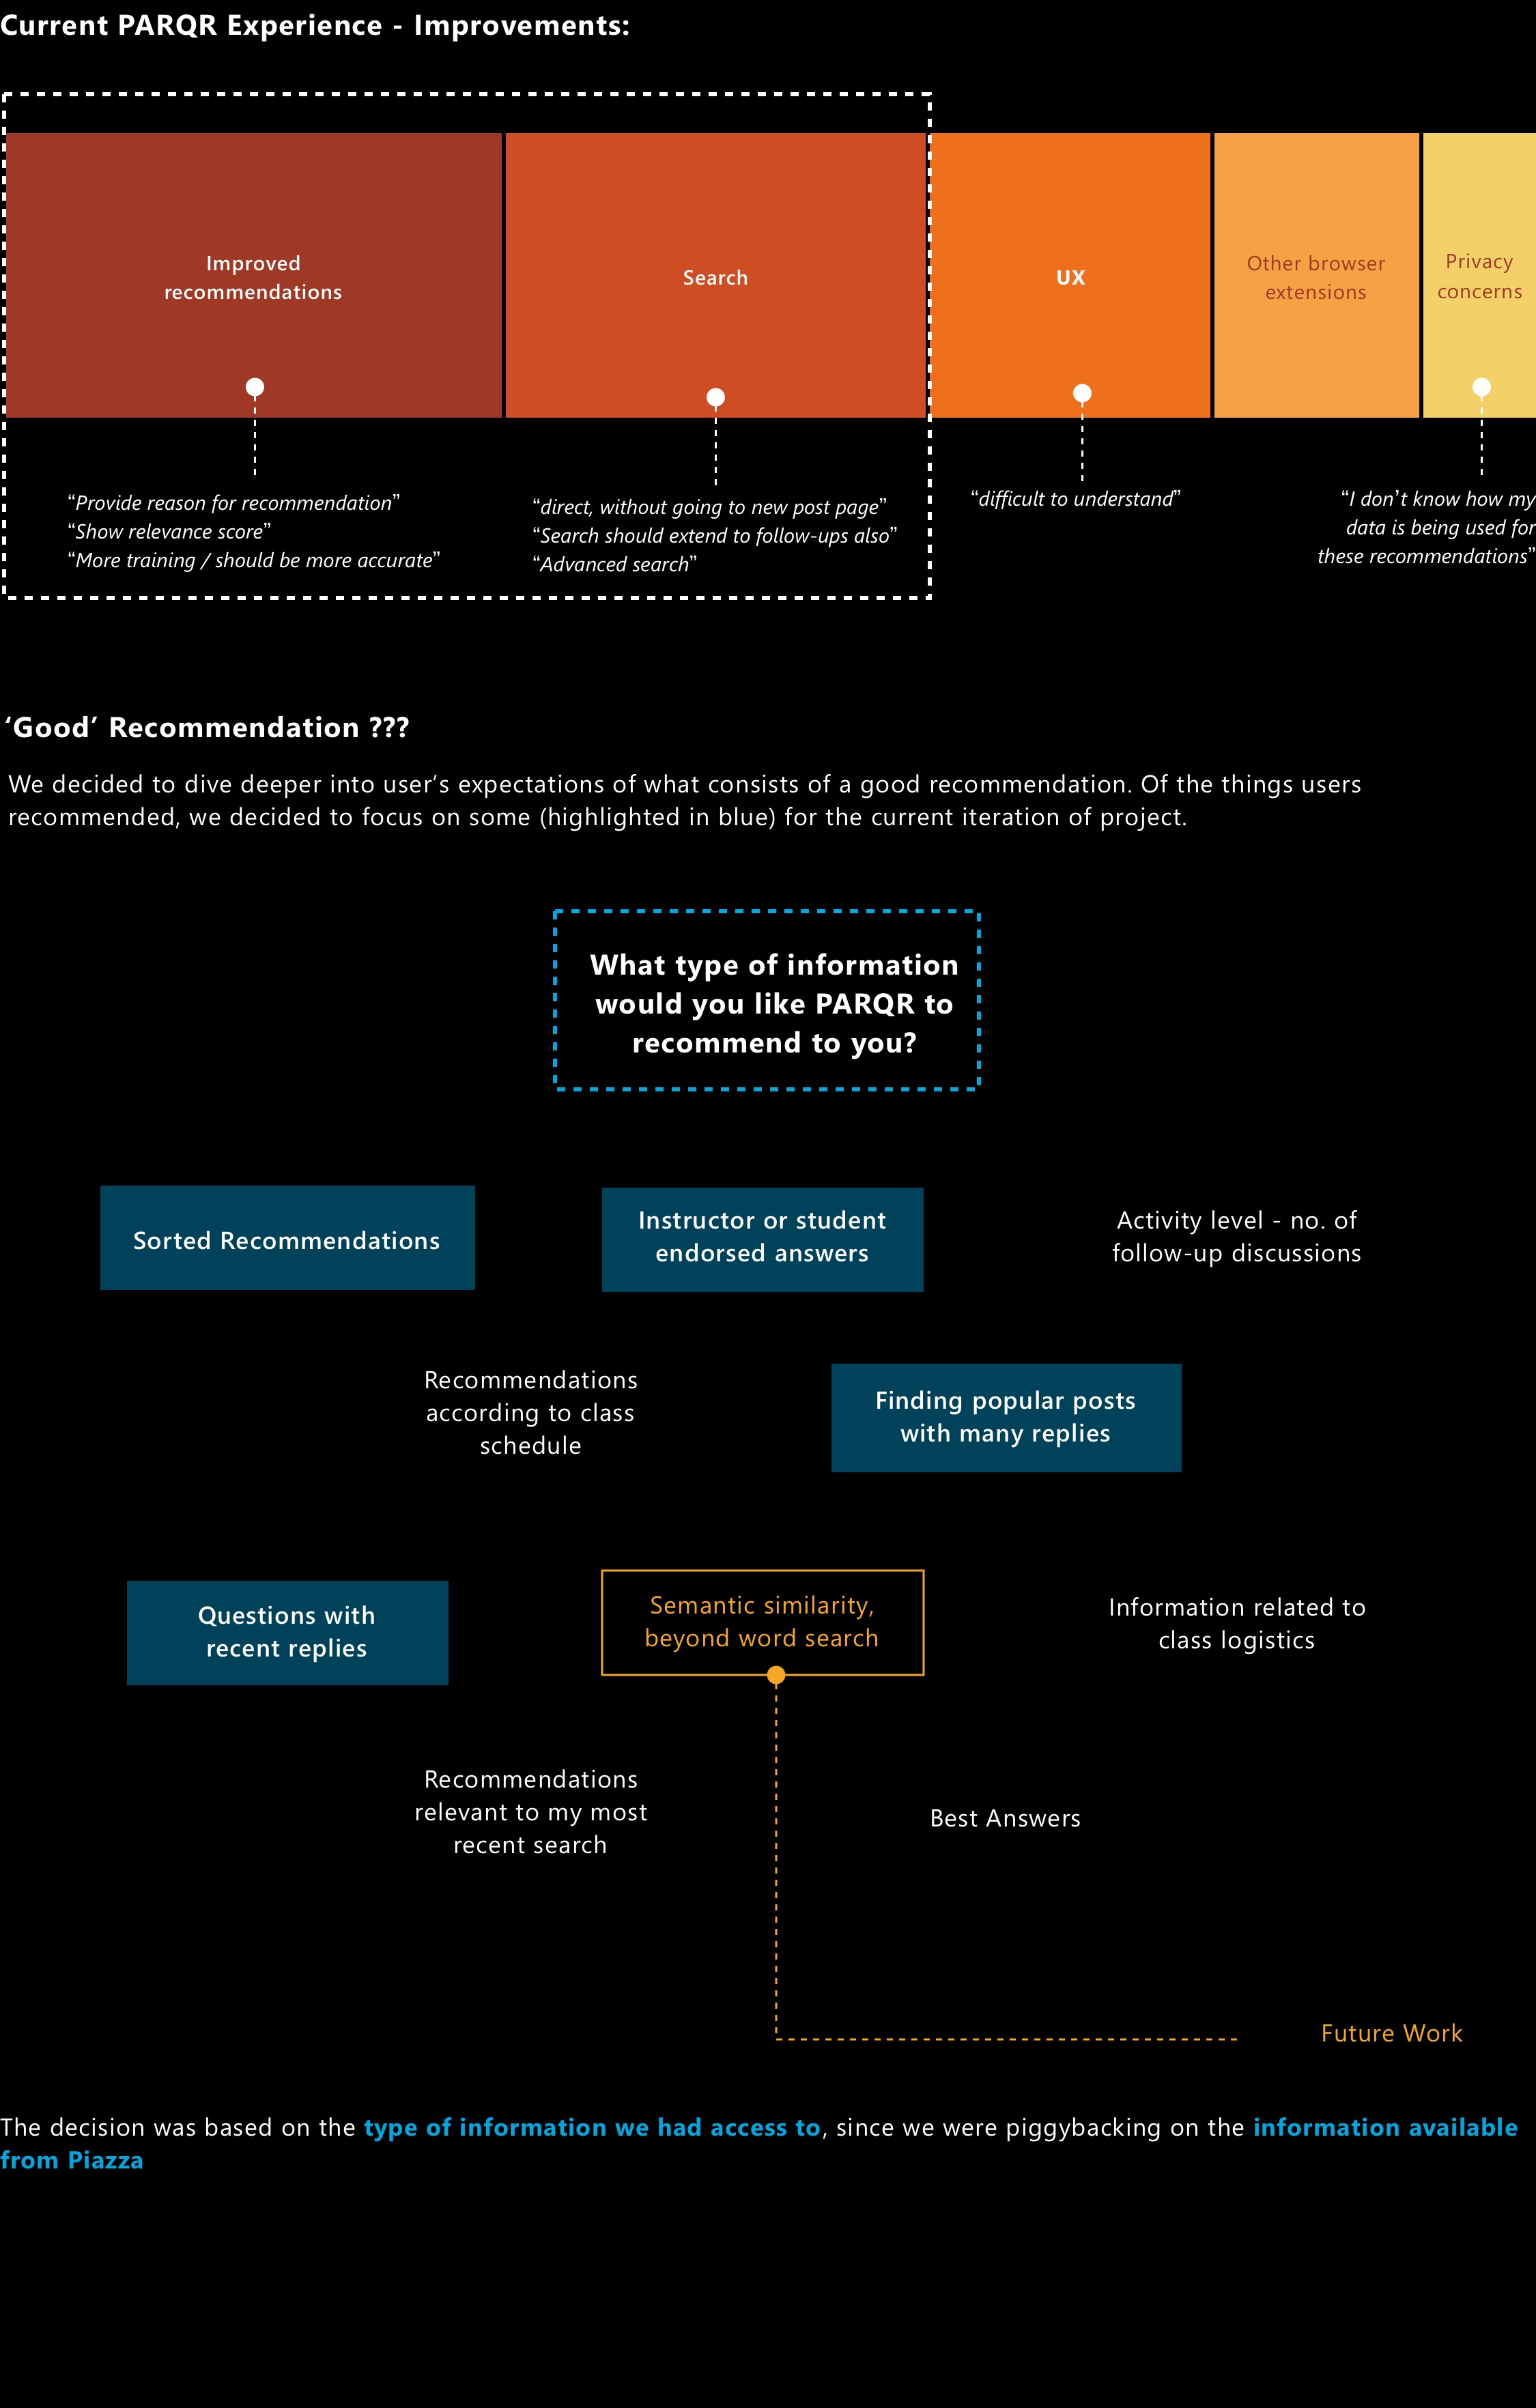 Current PARQR Experience - Improvements:
Improved
recommendations
Search
UX
Other browser
extensions
Privacy
concerns
“Provide reason for recommendation”
“Show relevance score”
“More training / should be more accurate”
“direct, without going to new post page”
“Search should extend to follow-ups also”
“Advanced search”
“difficult to understand”
“I don’t know how my
data is being used for
these recommendations”
‘Good’ Recommendation ???
We decided to dive deeper into user’s expectations of what consists of a good recommendation. Of the things users
recommended, we decided to focus on some (highlighted in blue) for the current iteration of project.
What type of information
would you like PARQR to
recommend to you?
Sorted Recommendations
Instructor or student
endorsed answers
Activity level - no. of
follow-up discussions
Recommendations
according to class
schedule
Finding popular posts
with many replies
Questions with
recent replies
Semantic similarity,
beyond word search
Information related to
class logistics
Recommendations
relevant to my most
recent search
Best Answers
Future Work
The decision was based on the type of information we had access to, since we were piggybacking on the information available
from Piazza